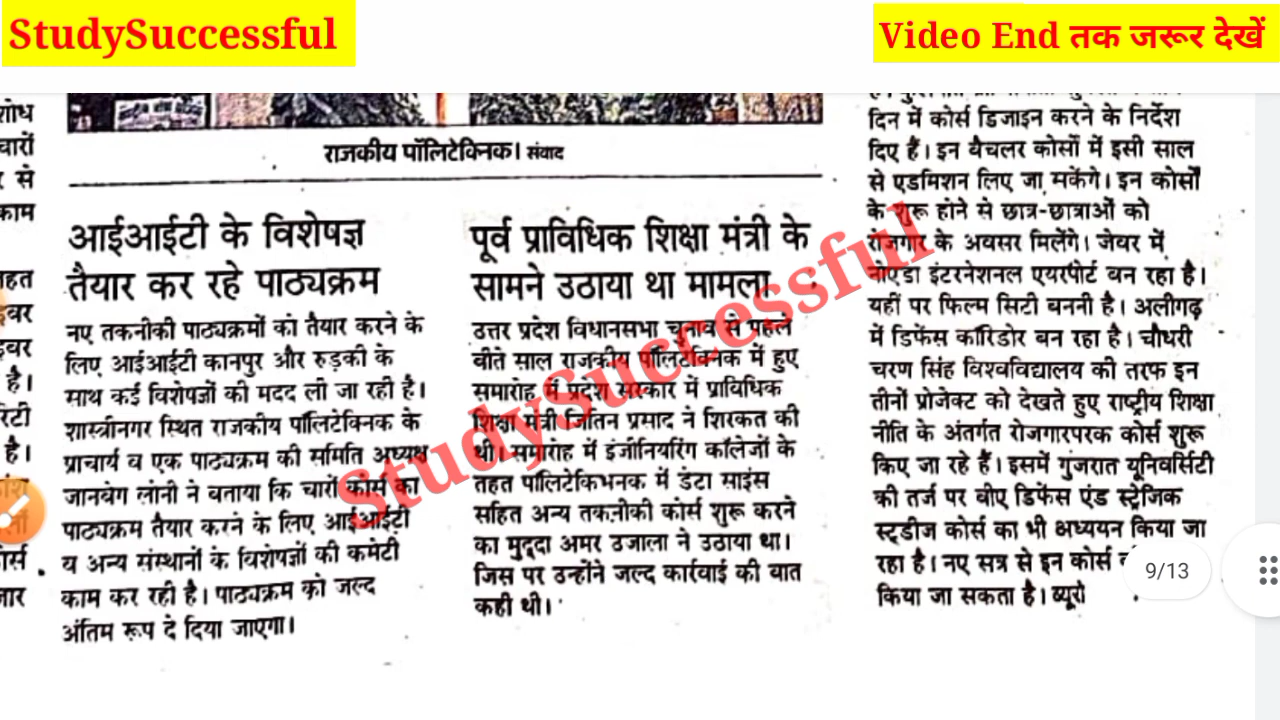 StudySuccessful
Video End तक जरूर देखें
शोध
चारों
र से
काम
हत
इबर
इबर
है।
रिटी
है।
ोर्स
जार
राजकीय पॉलिटेक्निक। संवाद
आईआईटी के विशेषज्ञ
तैयार कर रहे पाठ्यक्रम
नए तकनीकी पाठ्यक्रमों को तैयार करने के
लिए आईआईटी कानपुर और रुड़की के
साथ कई विशेषज्ञों की मदद ली जा रही है।
शास्त्रीनगर स्थित राजकीय पॉलिटेक्निक के
प्राचार्य व एक पाठ्यक्रम की समिति अध्यक्ष
जानबेग लोनी ने बताया कि चारों कोर्स का
पाठ्यक्रम तैयार करने के लिए आईआईटी
व अन्य संस्थानों के विशेषज्ञों की कमेटी
काम कर रही है। पाठ्यक्रम को जल्द
अंतिम रूप दे दिया जाएगा।
पूर्व प्राविधिक शिक्षा मंत्री के
सामने उठाया था मामला
उत्तर प्रदेश विधानसभा चुनाव से पहले
बीते साल राजकीय पॉलिटेक्निक में हुए
समारोह में प्रदेश सरकार में प्राविधिक
शिक्षा मंत्री जितिन प्रसाद ने शिरकत की
थी। समारोह में इंजीनियरिंग कॉलेजों के
तहत पॉलिटेकिभनक में डेटा साइंस
सहित अन्य तकनीकी कोर्स शुरू करने
का मुद्दा अमर उजाला ने उठाया था।
जिस पर उन्होंने जल्द कार्रवाई की बात
कही थी।
दिन में कोर्स डिजाइन करने के निर्देश
दिए हैं। इन बैचलर कोर्सों में इसी साल
से एडमिशन लिए जा सकेंगे। इन कोर्सों
के शुरू होने से छात्र-छात्राओं को
रोजगार के अवसर मिलेंगे। जेवर में
नोएडा इंटरनेशनल एयरपोर्ट बन रहा है।
यहीं पर फिल्म सिटी बननी है। अलीगढ़
में डिफेंस कॉरिडोर बन रहा है। चौधरी
चरण सिंह विश्वविद्यालय की तरफ इन
तीनों प्रोजेक्ट को देखते हुए राष्ट्रीय शिक्षा
नीति के अंतर्गत रोजगारपरक कोर्स शुरू
किए जा रहे हैं। इसमें गुजरात यूनिवर्सिटी
की तर्ज पर बीए डिफेंस एंड स्ट्रेजिक
स्ट्डीज कोर्स का भी अध्ययन किया जा
रहा है। नए सत्र से इन कोर्स
किया जा सकता है। ब्यूरो
StudySuccessful
9/13